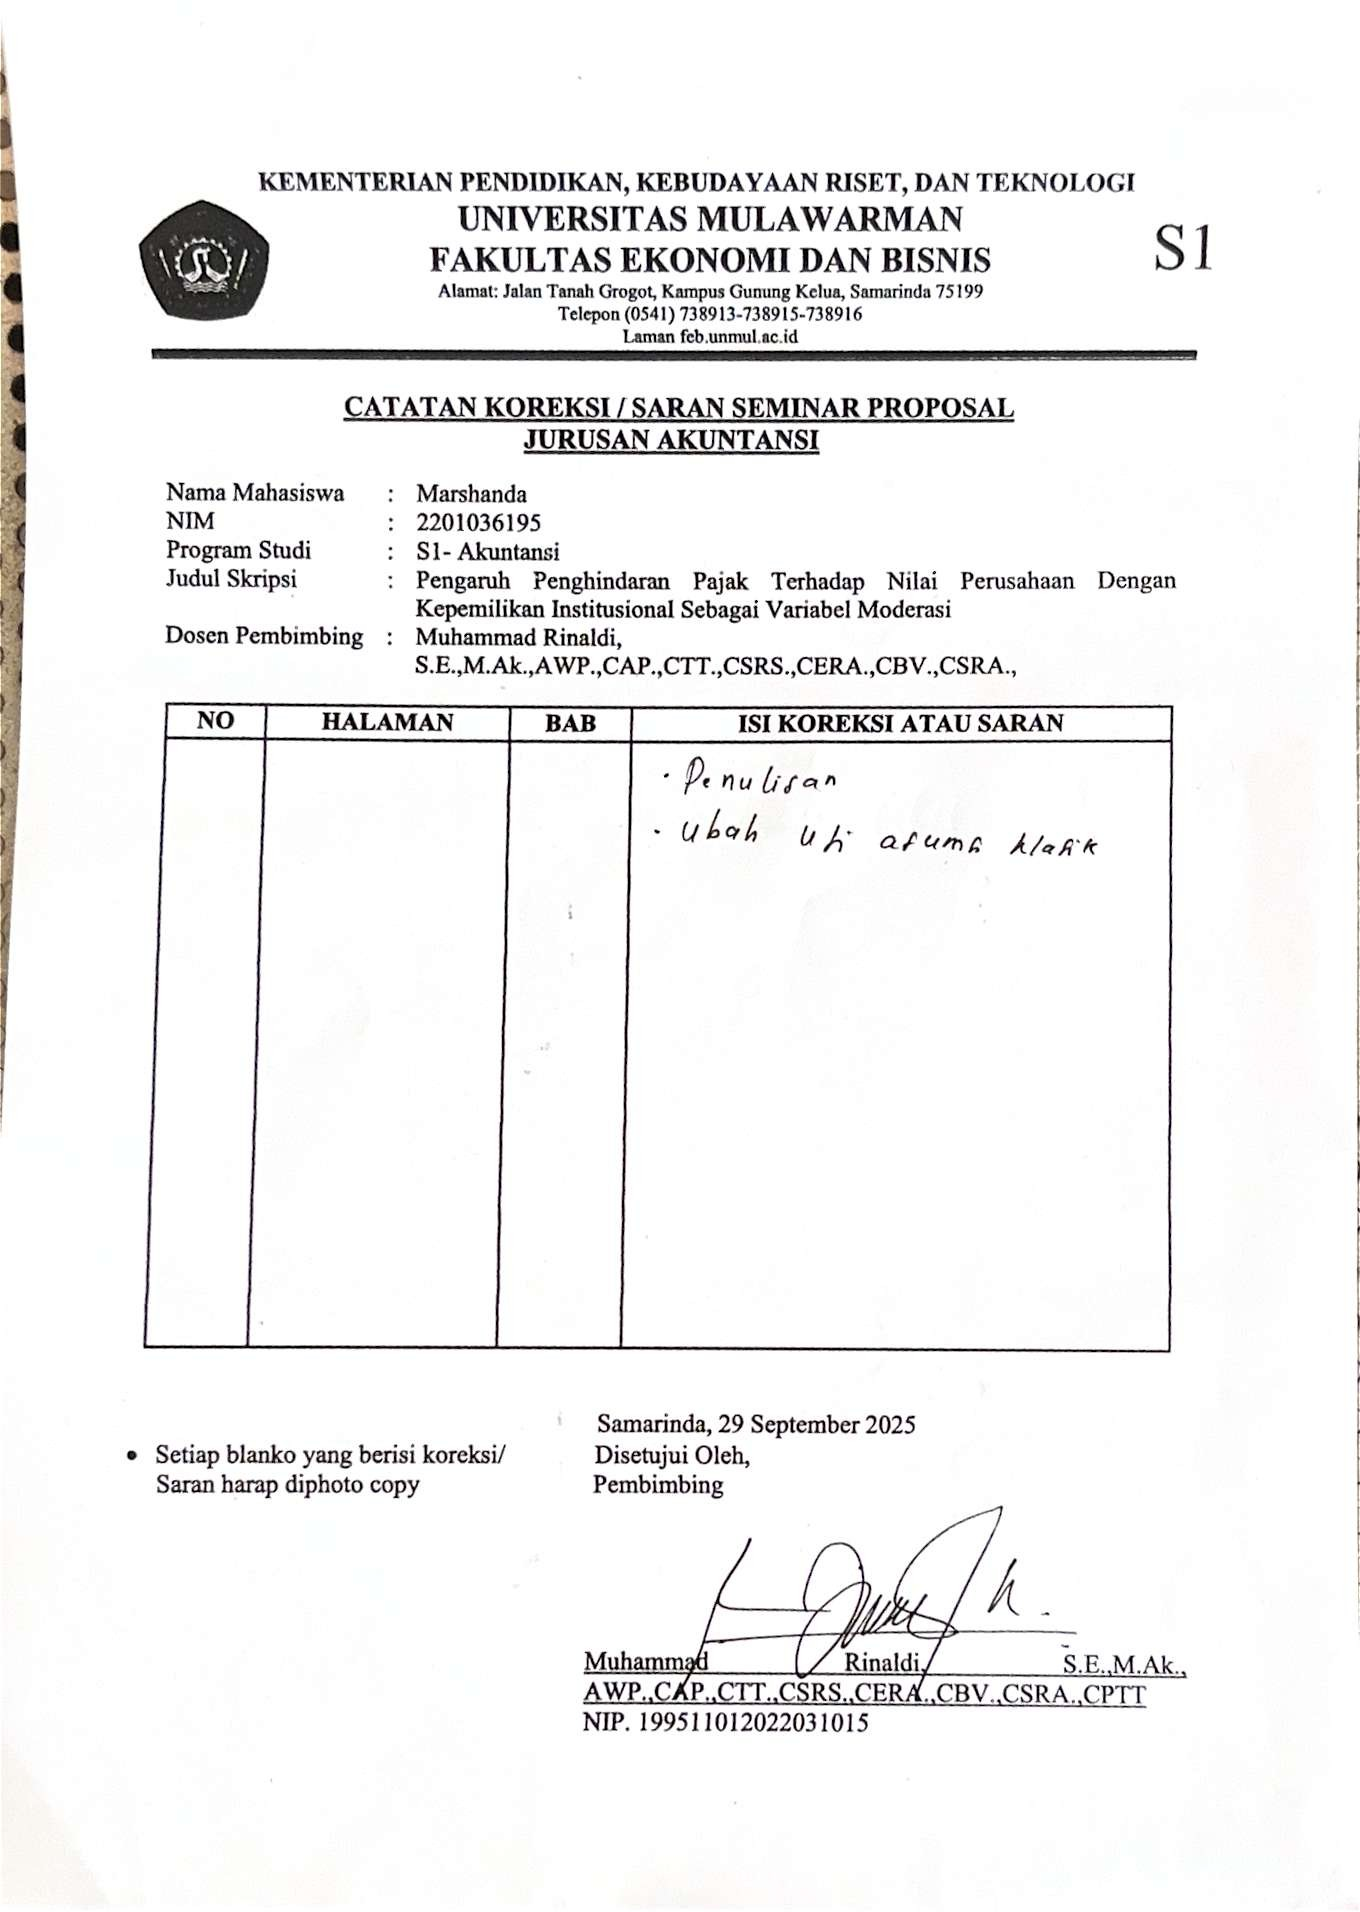 KEMENTERIAN PENDIDIKAN, KEBUDAYAAN RISET, DAN TEKNOLOGI
UNIVERSITAS MULAWARMAN
FAKULTAS EKONOMI DAN BISNIS
S1
Alamat: Jalan Tanah Grogot, Kampus Gunung Kelua, Samarinda 75199
Telepon (0541) 738913-738915-738916
Laman feb.unmul.ac.id
CATATAN KOREKSI / SARAN SEMINAR PROPOSAL
JURUSAN AKUNTANSI
Nama Mahasiswa : Marshanda
NIM : 2201036195
Program Studi : S1- Akuntansi
Judul Skripsi : Pengaruh Penghindaran Pajak Terhadap Nilai Perusahaan Dengan
Kepemilikan Institusional Sebagai Variabel Moderasi
Dosen Pembimbing : Muhammad Rinaldi,
S.E.,M.Ak.,AWP.,CAP.,CTT.,CSRS.,CERA.,CBV.,CSRA.,
NO HALAMAN BAB ISI KOREKSI ATAU SARAN
· Penulisan
· Ubah Uji asumsi klasik
Samarinda, 29 September 2025
• Setiap blanko yang berisi koreksi/ Disetujui Oleh,
Saran harap diphoto copy Pembimbing
Muhammad Rinaldi, S.E.,M.Ak.,
AWP.,CAP.,CTT.,CSRS.,CERA.,CBV.,CSRA.,CPTT
NIP. 199511012022031015